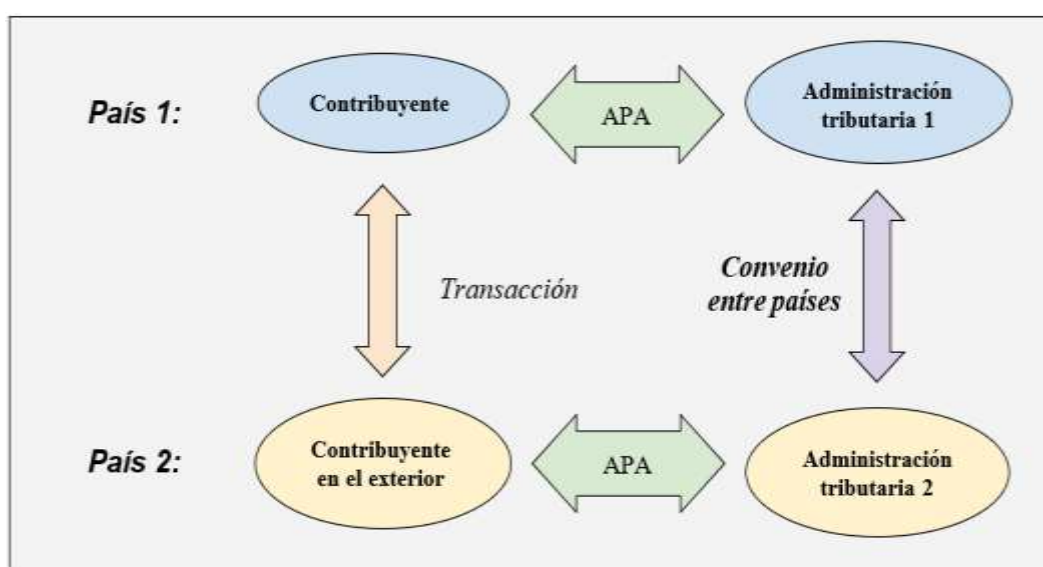 País 1:
Contribuyente
APA
Administración
tributaria 1
Transacción
Convenio
entre países
País 2:
Contribuyente
en el exterior
APA
Administración
tributaria 2